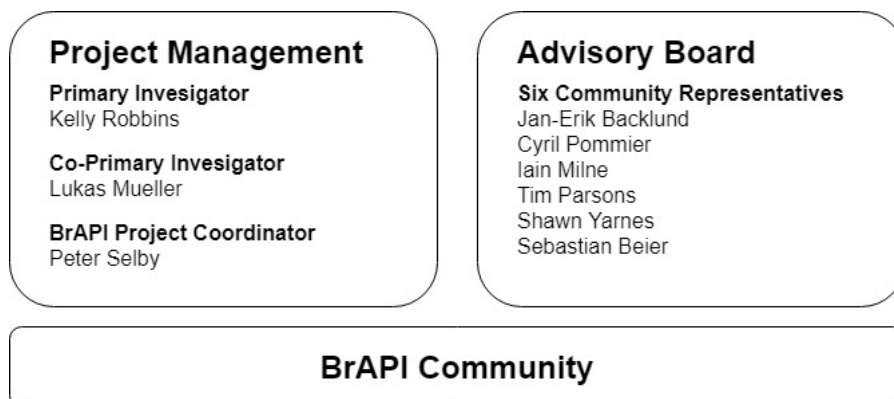 Project Management
Primary Invesigator
Kelly Robbins
Co-Primary Invesigator
Lukas Mueller
BrAPI Project Coordinator
Peter Selby
Advisory Board
Six Community Representatives
Jan-Erik Backlund
Cyril Pommier
Iain Milne
Tim Parsons
Shawn Yarnes
Sebastian Beier
BrAPI Community